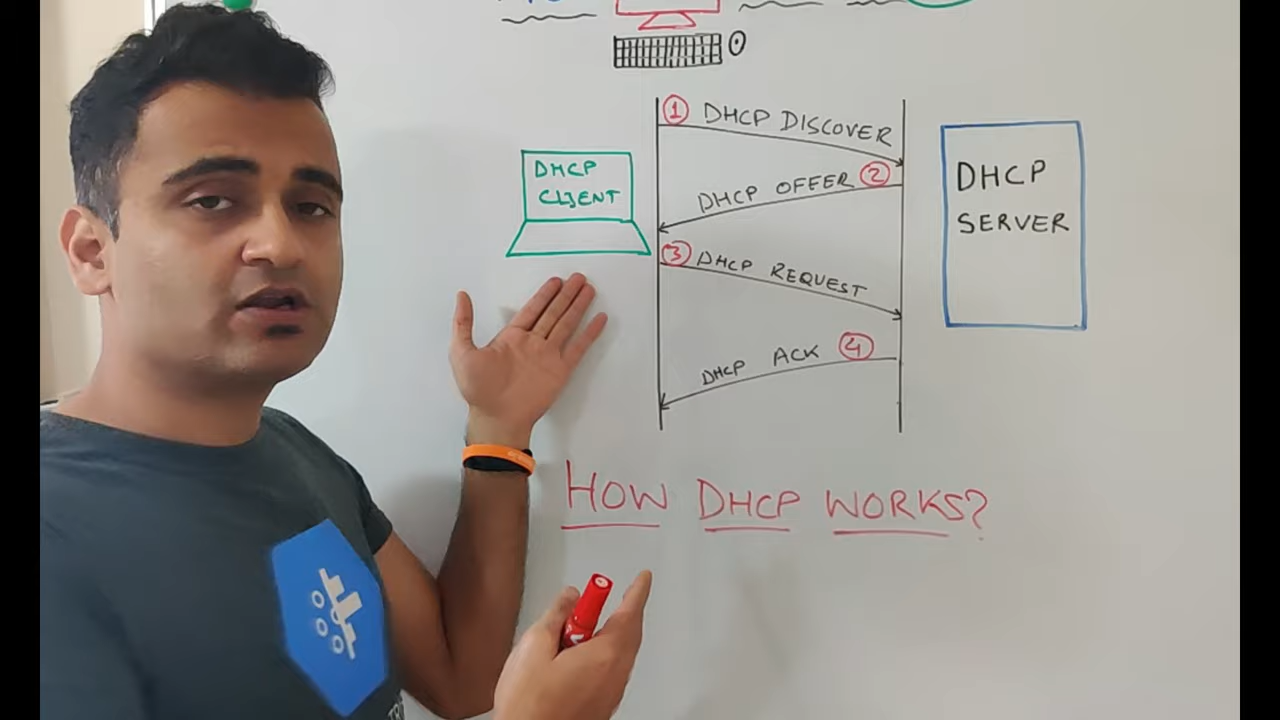 ① DHCP DISCOVER
DHCP OFFER ②
③ DHCP REQUEST
DHCP ACK ④
DHCP
CLIENT
DHCP
SERVER
HOW DHCP WORKS?